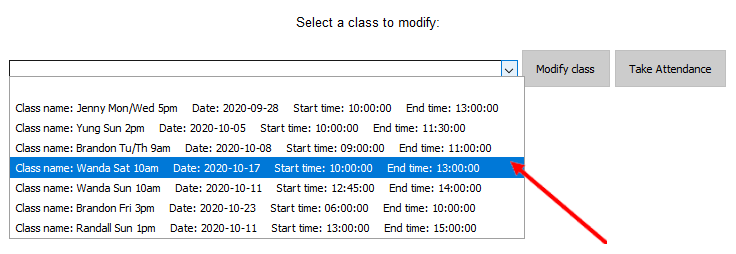 Select a class to modify:
Modify class Take Attendance
Class name: Jenny Mon/Wed 5pm Date: 2020-09-28 Start time: 10:00:00 End time: 13:00:00
Class name: Yung Sun 2pm Date: 2020-10-05 Start time: 10:00:00 End time: 11:30:00
Class name: Brandon Tu/Th 9am Date: 2020-10-08 Start time: 09:00:00 End time: 11:00:00
Class name: Wanda Sat 10am Date: 2020-10-17 Start time: 10:00:00 End time: 13:00:00
Class name: Wanda Sun 10am Date: 2020-10-11 Start time: 12:45:00 End time: 14:00:00
Class name: Brandon Fri 3pm Date: 2020-10-23 Start time: 06:00:00 End time: 10:00:00
Class name: Randall Sun 1pm Date: 2020-10-11 Start time: 13:00:00 End time: 15:00:00